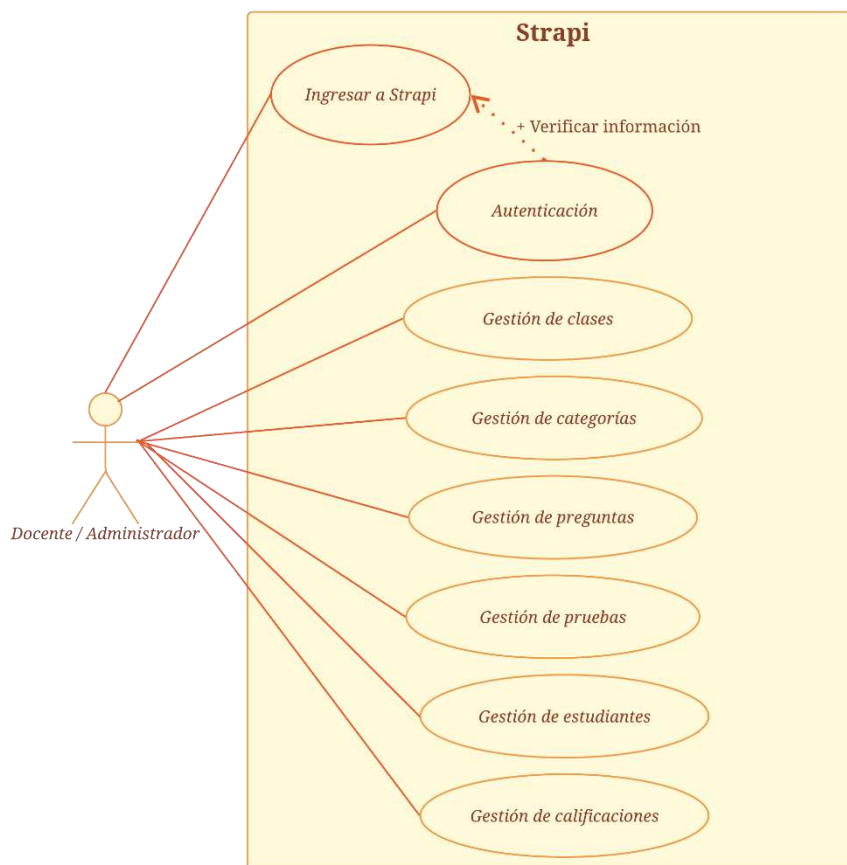 Strapi
Ingresar a Strapi
+ Verificar información
Autenticación
Gestión de clases
Gestión de categorías
Gestión de preguntas
Docente / Administrador
Gestión de pruebas
Gestión de estudiantes
Gestión de calificaciones